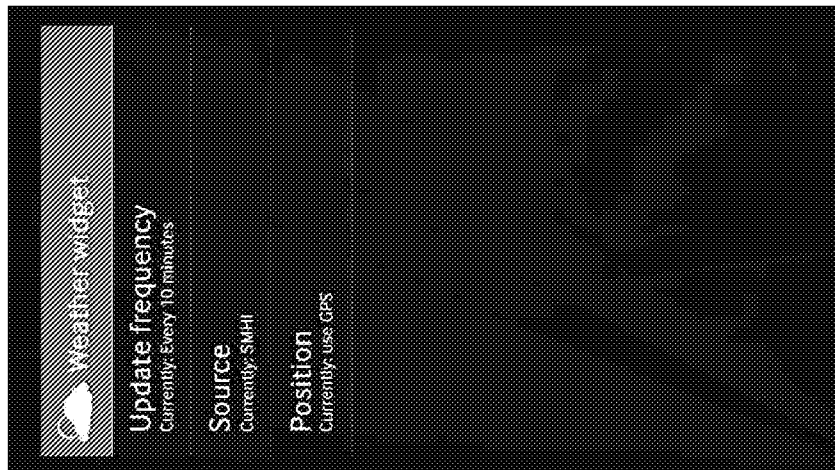 Weather widget
Update frequency
Currently: Every 10 minutes
Source
Currently: SMHI
Position
Currently: use GPS